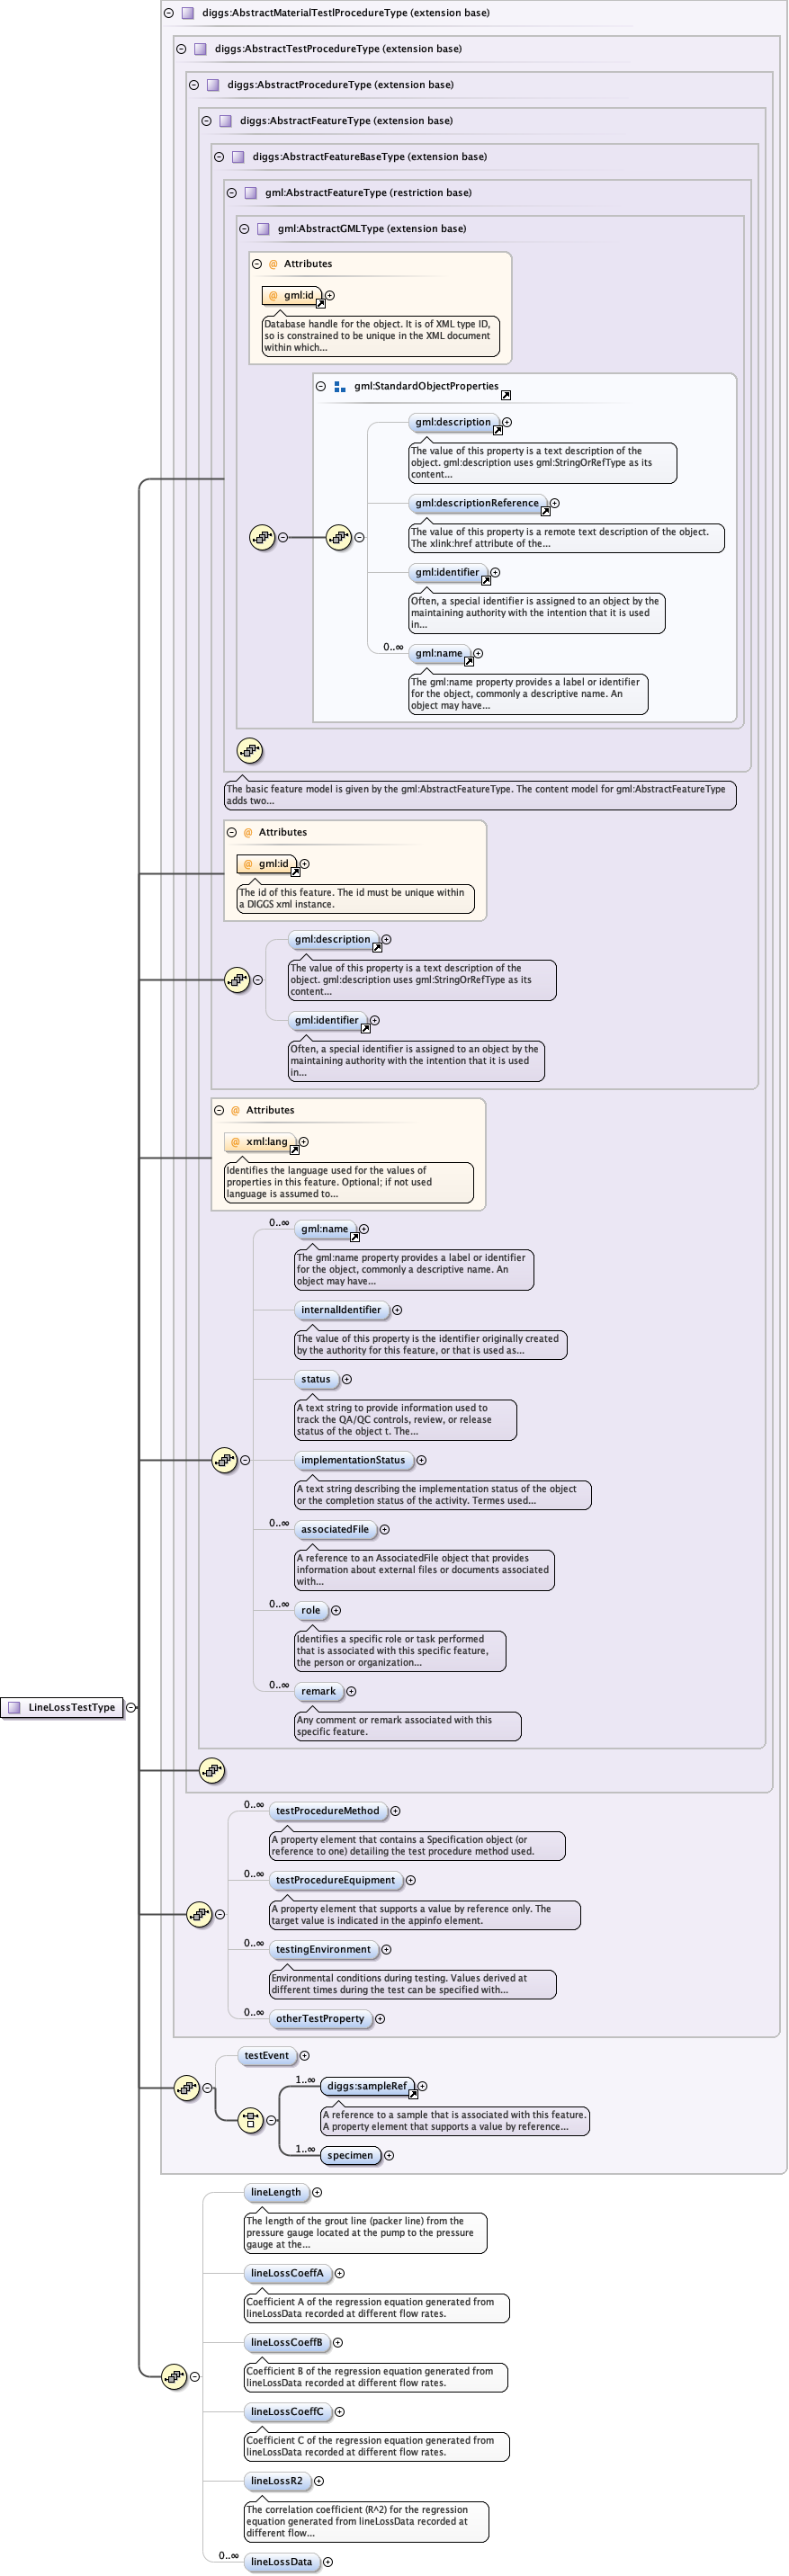 diggs:AbstractMaterialTestlProcedureType (extension base)
diggs:AbstractTestProcedureType (extension base)
diggs:AbstractProcedureType (extension base)
diggs:AbstractFeatureType (extension base)
diggs:AbstractFeatureBaseType (extension base)
gml:AbstractFeatureType (restriction base)
gml:AbstractGMLType (extension base)
@ Attributes
@ gml:id
Database handle for the object. It is of XML type ID,
so is constrained to be unique in the XML document
within which...
gml:StandardObjectProperties
gml:description
The value of this property is a text description of the
object. gml:description uses gml:StringOrRefType as its
content...
gml:descriptionReference
The value of this property is a remote text description of the object.
The xlink:href attribute of the...
gml:identifier
Often, a special identifier is assigned to an object by the
maintaining authority with the intention that it is used
in...
0..∞
gml:name
The gml:name property provides a label or identifier
for the object, commonly a descriptive name. An
object may have...
The basic feature model is given by the gml:AbstractFeatureType. The content model for gml:AbstractFeatureType
adds two...
@ Attributes
@ gml:id
The id of this feature. The id must be unique within
a DIGGS xml instance.
gml:description
The value of this property is a text description of the
object. gml:description uses gml:StringOrRefType as its
content...
gml:identifier
Often, a special identifier is assigned to an object by the
maintaining authority with the intention that it is used
in...
@ Attributes
@ xml:lang
Identifies the language used for the values of
properties in this feature. Optional; if not used
language is assumed to...
0..∞
gml:name
The gml:name property provides a label or identifier
for the object, commonly a descriptive name. An
object may have...
internalIdentifier
The value of this property is the identifier originally created
by the authority for this feature, or that is used as...
status
A text string to provide information used to
track the QA/QC controls, review, or release
status of the object t. The...
implementationStatus
A text string describing the implementation status of the object
or the completion status of the activity. Termes used...
0..∞
associatedFile
A reference to an AssociatedFile object that provides
information about external files or documents associated
with...
0..∞
role
Identifies a specific role or task performed
that is associated with this specific feature,
the person or organization...
0..∞
remark
Any comment or remark associated with this
specific feature.
LineLossTestType
0..∞
testProcedureMethod
A property element that contains a Specification object (or
reference to one) detailing the test procedure method used.
0..∞
testProcedureEquipment
A property element that supports a value by reference only. The
target value is indicated in the appinfo element.
0..∞
testingEnvironment
Environmental conditions during testing. Values derived at
different times during the test can be specified with...
0..∞
otherTestProperty
testEvent
1..∞
diggs:sampleRef
A reference to a sample that is associated with this feature.
A property element that supports a value by reference...
1..∞
specimen
lineLength
The length of the grout line (packer line) from the
pressure gauge located at the pump to the pressure
gauge at the...
lineLossCoeffA
Coefficient A of the regression equation generated from
lineLossData recorded at different flow rates.
lineLossCoeffB
Coefficient B of the regression equation generated from
lineLossData recorded at different flow rates.
lineLossCoeffC
Coefficient C of the regression equation generated from
lineLossData recorded at different flow rates.
lineLossR2
The correlation coefficient (R^2) for the regression
equation generated from lineLossData recorded at
different flow...
0..∞
lineLossData